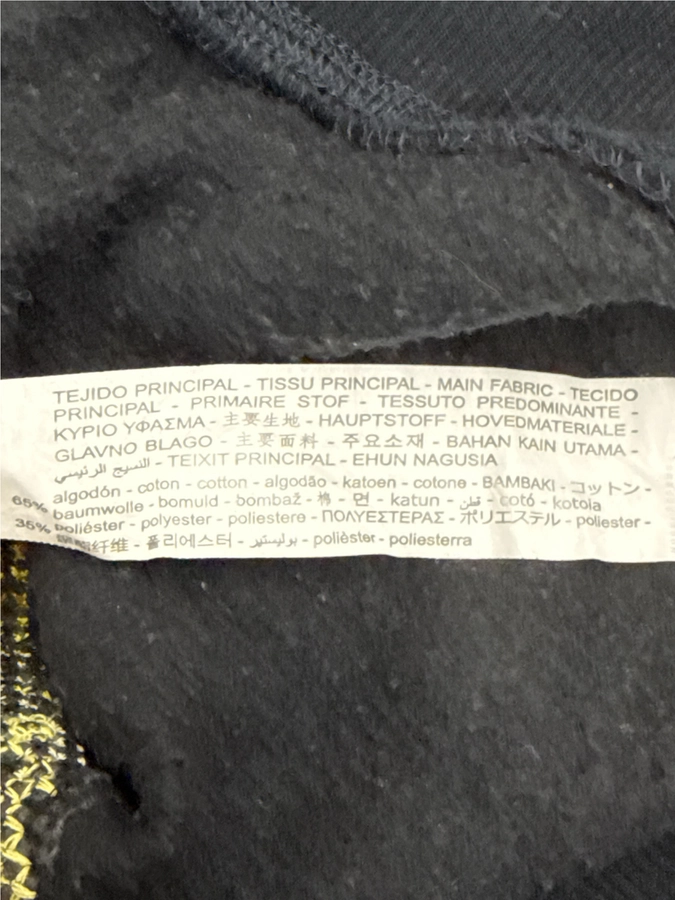 TEJIDO PRINCIPAL - TISSU PRINCIPAL - MAIN FABRIC - TECIDO
PRINCIPAL - PRIMAIRE STOF - TESSUTO PREDOMINANTE -
ΚΥΡΙΟ ΥΦΑΣΜΑ - 主要生地 - HAUPTSTOFF - HOVEDMATERIALE -
GLAVNO BLAGO - 主要面料 - 주요소재 - BAHAN KAIN UTAMA -
النسيج الرئيسي - TEIXIT PRINCIPAL - EHUN NAGUSIA
65% algodón - coton - cotton - algodão - katoen - cotone - ΒΑΜΒΑΚΙ - コットン -
baumwolle - bomuld - bombaž - 棉 - 면 - katun - قطن - cotó - kotoia
35% poliéster - polyester - poliestere - ΠΟΛΥΕΣΤΕΡΑΣ - ポリエステル - poliester -
纤维 - 폴리에스터 - بوليستير - polièster - poliesterra